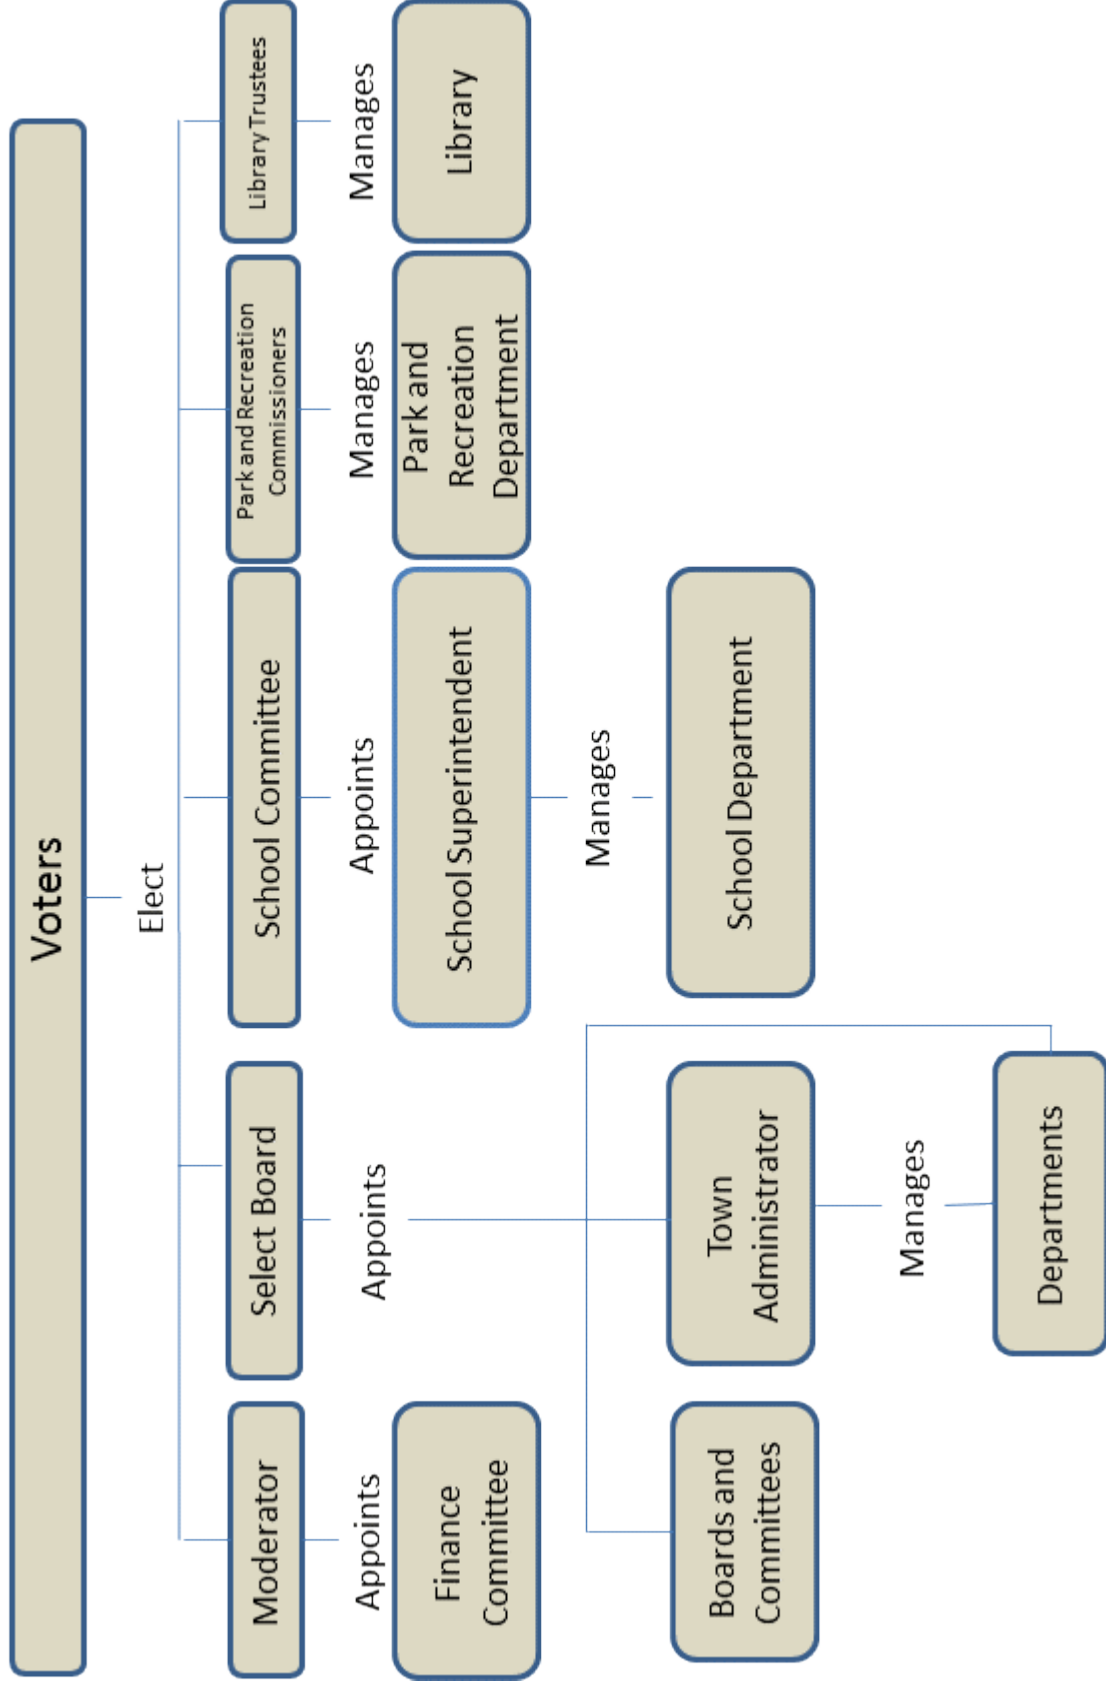 Voters
Elect
Moderator
Select Board
School Committee
Park and Recreation
Commissioners
Library Trustees
Appoints
Appoints
Appoints
Manages
Manages
Finance
Committee
School Superintendent
Park and
Recreation
Department
Library
Manages
Boards and
Committees
Town
Administrator
School Department
Manages
Departments